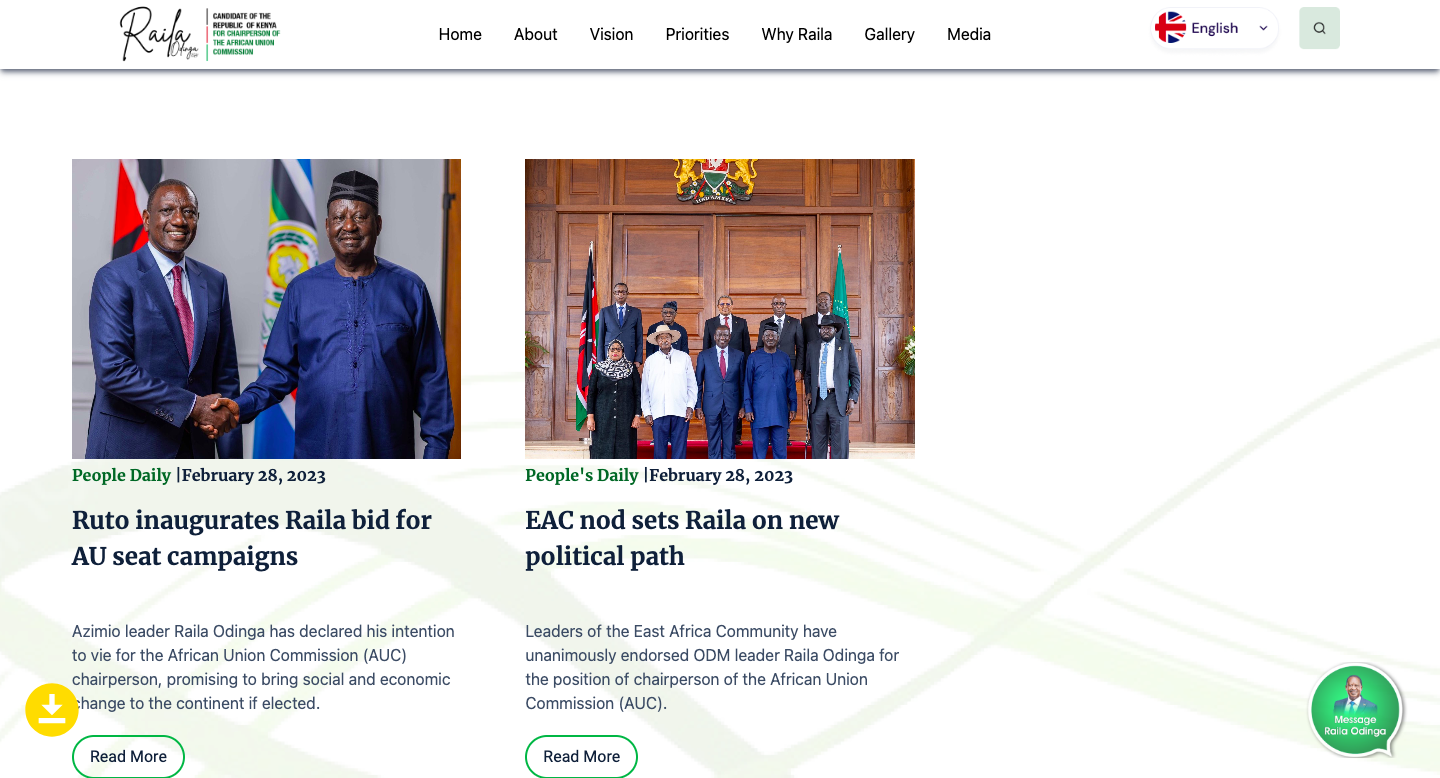 Raila
Odinga
CANDIDATE OF THE
REPUBLIC OF KENYA
FOR CHAIRPERSON OF
THE AFRICAN UNION
COMMISSION
Home
About
Vision
Priorities
Why Raila
Gallery
Media
English
People Daily |February 28, 2023
Ruto inaugurates Raila bid for
AU seat campaigns
Azimio leader Raila Odinga has declared his intention
to vie for the African Union Commission (AUC)
chairperson, promising to bring social and economic
change to the continent if elected.
Read More
HARAMBEE
People's Daily |February 28, 2023
EAC nod sets Raila on new
political path
Leaders of the East Africa Community have
unanimously endorsed ODM leader Raila Odinga for
the position of chairperson of the African Union
Commission (AUC).
Read More
Message
Raila Odinga